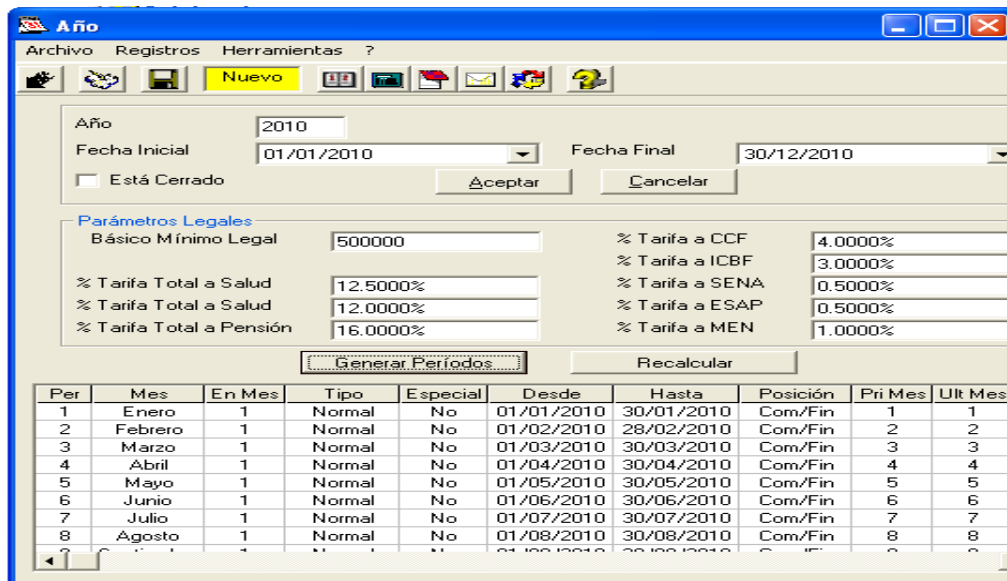 Año
Archivo Registros Herramientas ?
Nuevo
Año 2010
Fecha Inicial 01/01/2010 Fecha Final 30/12/2010
Está Cerrado Aceptar Cancelar
Parámetros Legales
Básico Mínimo Legal 500000 % Tarifa a CCF 4.0000%
% Tarifa a ICBF 3.0000%
% Tarifa Total a Salud 12.5000% % Tarifa a SENA 0.5000%
% Tarifa Total a Salud 12.0000% % Tarifa a ESAP 0.5000%
% Tarifa Total a Pensión 16.0000% % Tarifa a MEN 1.0000%
Generar Períodos Recalcular
Per Mes En Mes Tipo Especial Desde Hasta Posición Pri Mes Ult Mes
1 Enero 1 Normal No 01/01/2010 30/01/2010 Com/Fin 1 1
2 Febrero 1 Normal No 01/02/2010 28/02/2010 Com/Fin 2 2
3 Marzo 1 Normal No 01/03/2010 30/03/2010 Com/Fin 3 3
4 Abril 1 Normal No 01/04/2010 30/04/2010 Com/Fin 4 4
5 Mayo 1 Normal No 01/05/2010 30/05/2010 Com/Fin 5 5
6 Junio 1 Normal No 01/06/2010 30/06/2010 Com/Fin 6 6
7 Julio 1 Normal No 01/07/2010 30/07/2010 Com/Fin 7 7
8 Agosto 1 Normal No 01/08/2010 30/08/2010 Com/Fin 8 8